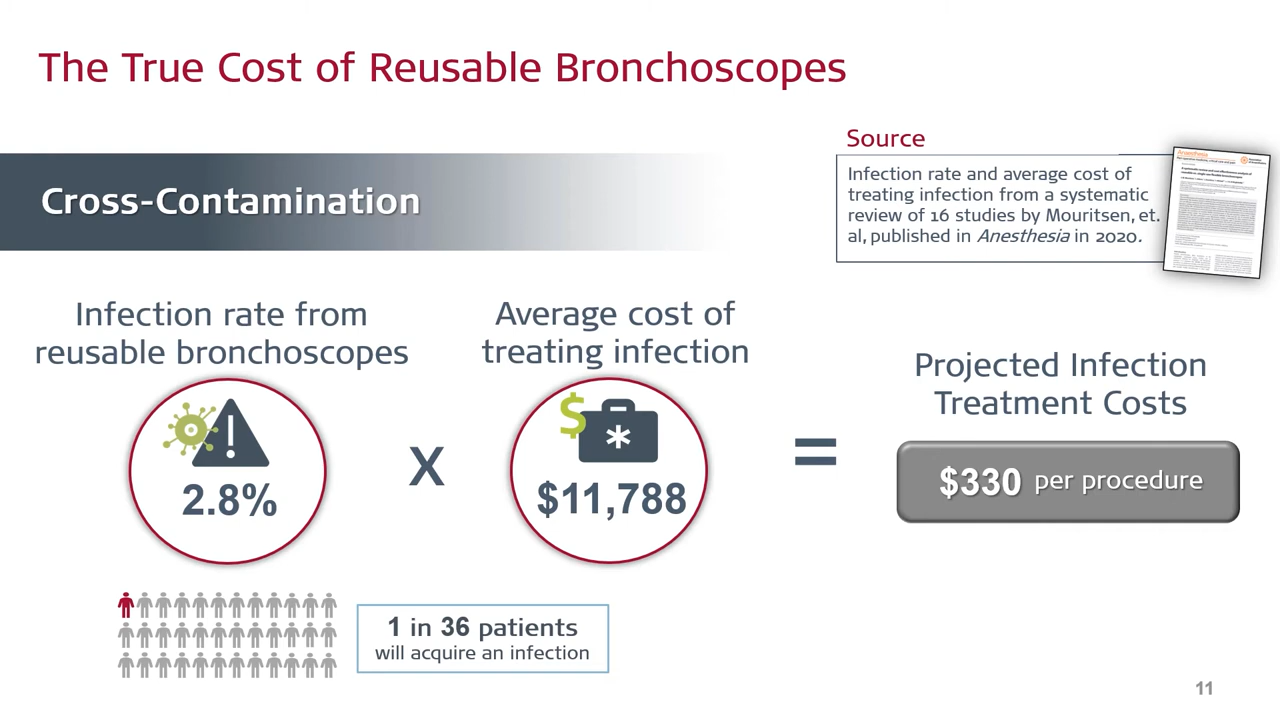 The True Cost of Reusable Bronchoscopes
Source
Cross-Contamination
Infection rate and average cost of
treating infection from a systematic
review of 16 studies by Mouritsen, et.
al, published in Anesthesia in 2020.
Anaesthesia
Infection rate from
reusable bronchoscopes
2.8%
x
Average cost of
treating infection
$11,788
=
Projected Infection
Treatment Costs
$330 per procedure
1 in 36 patients
will acquire an infection
11